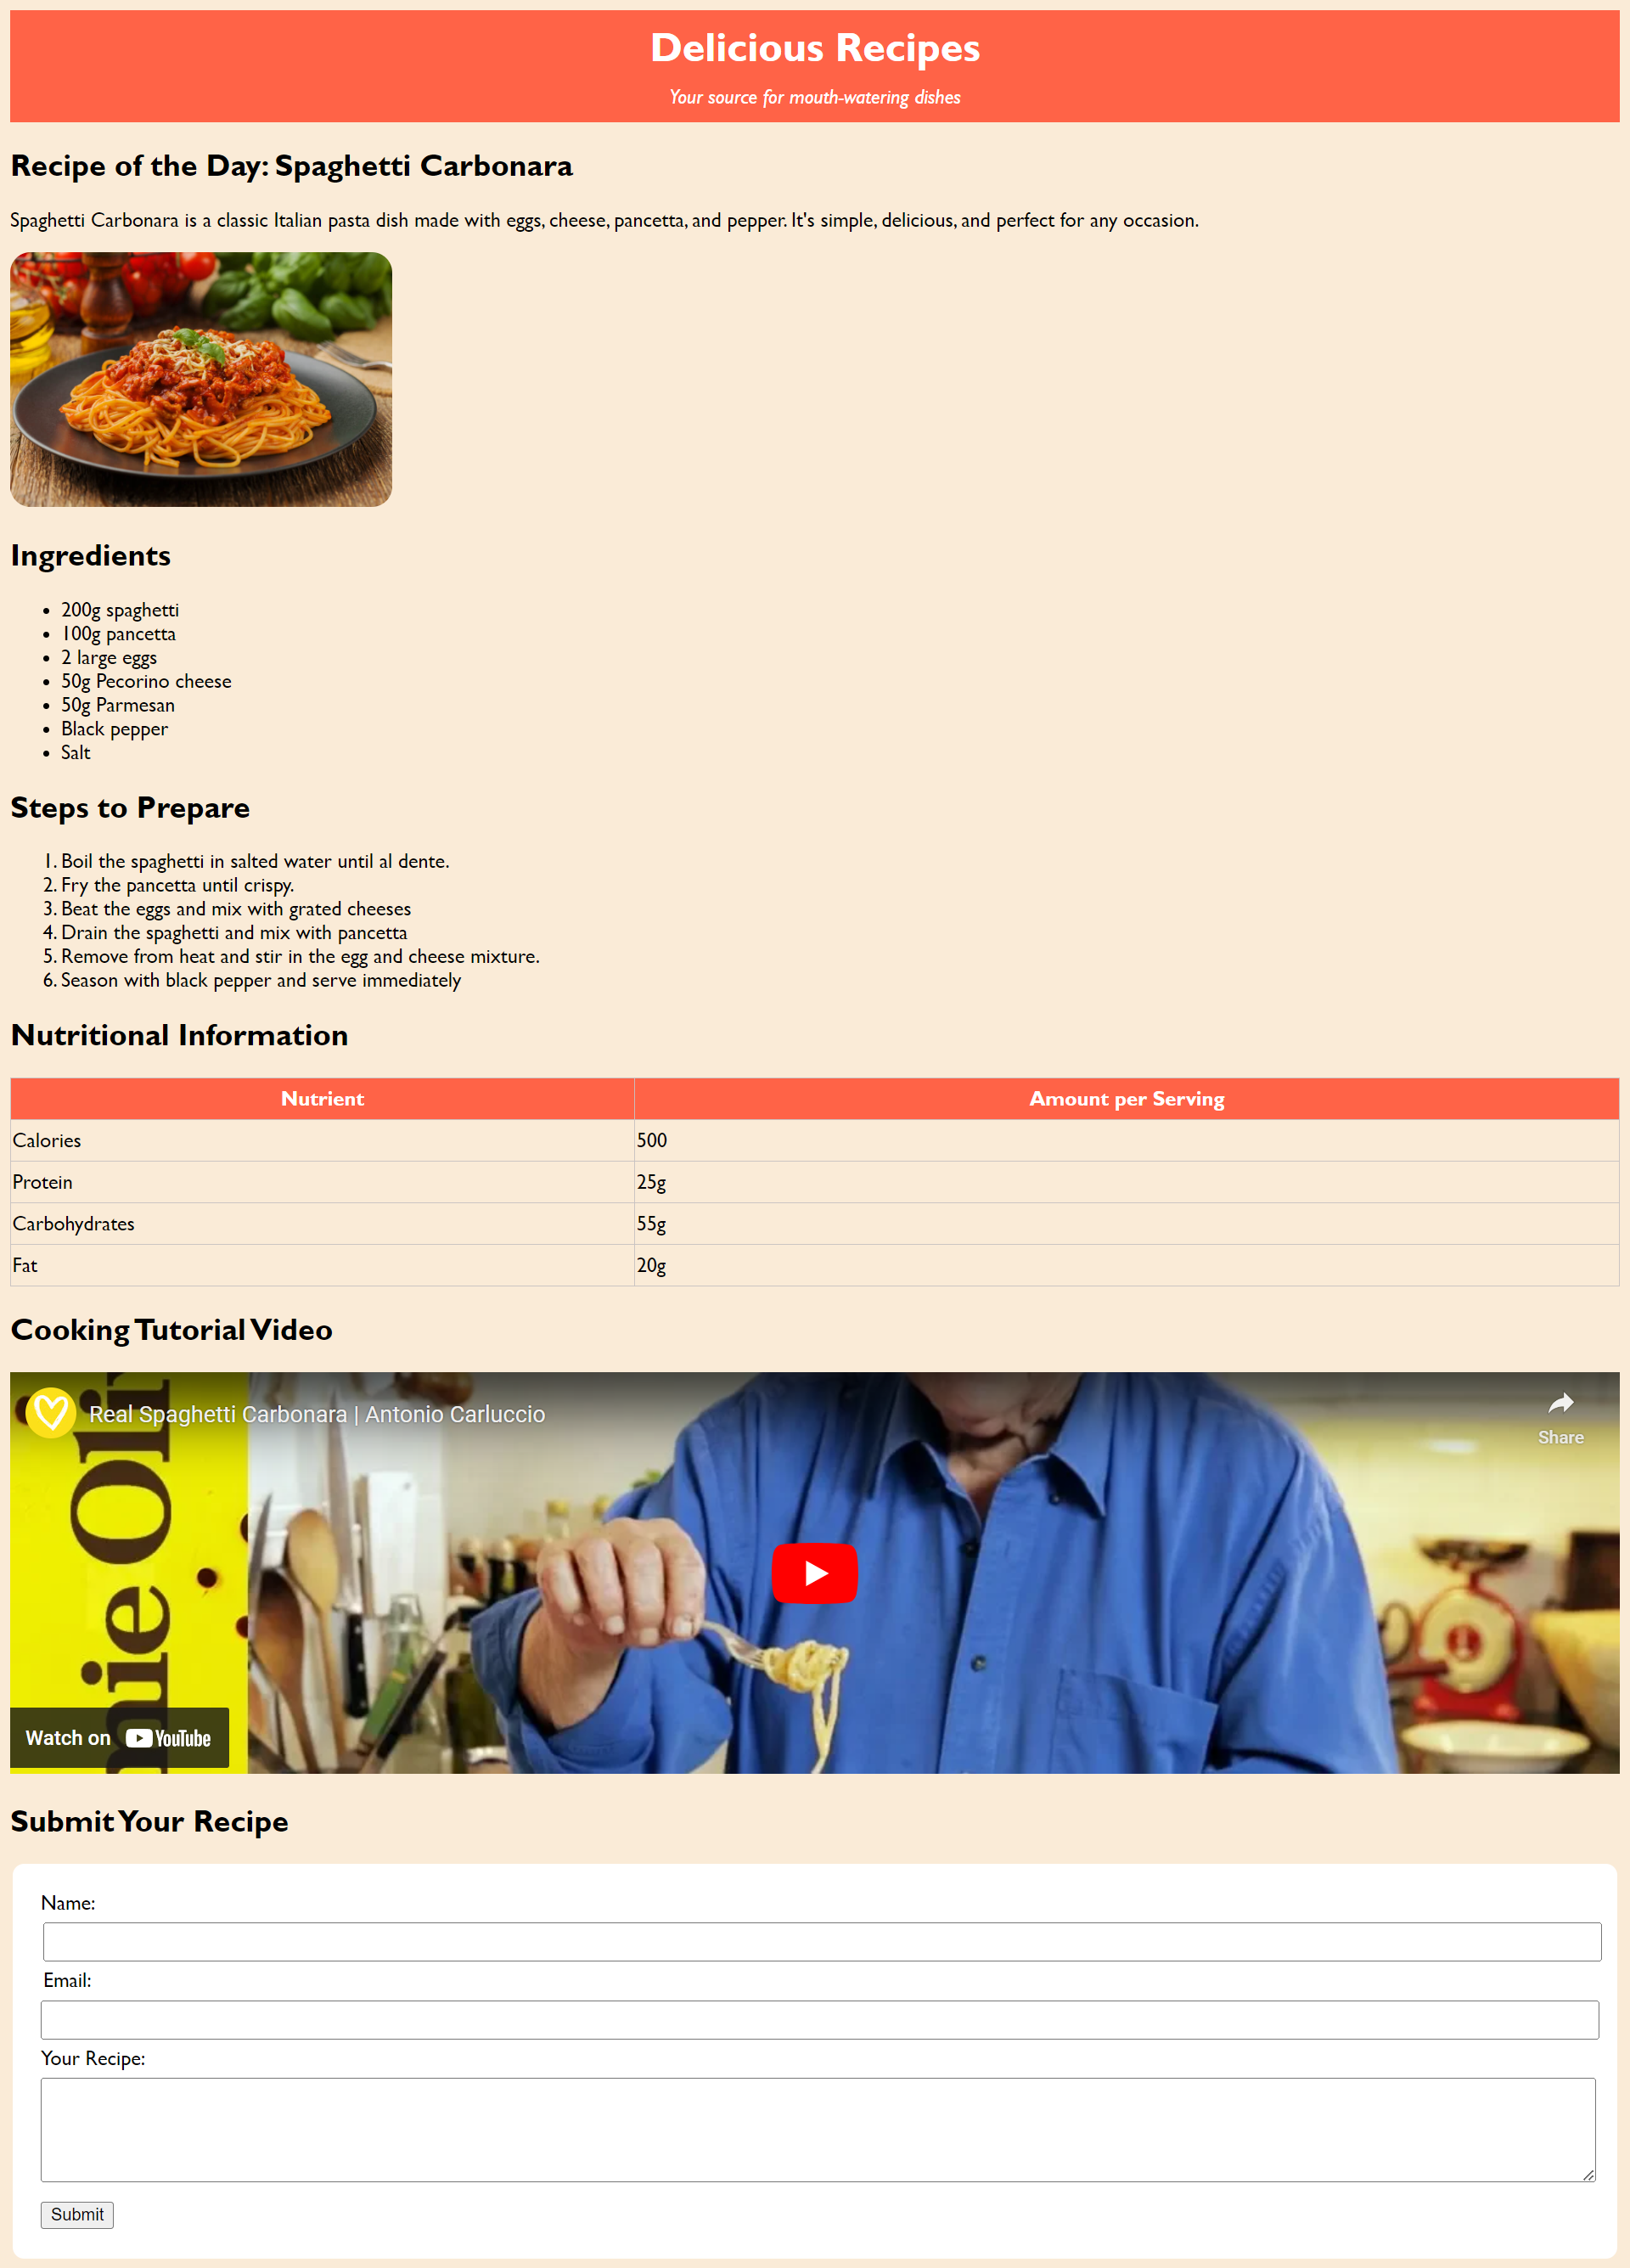 Delicious Recipes
Your source for mouth-watering dishes
Recipe of the Day: Spaghetti Carbonara
Spaghetti Carbonara is a classic Italian pasta dish made with eggs, cheese, pancetta, and pepper. It's simple, delicious, and perfect for any occasion.
Ingredients
• 200g spaghetti
• 100g pancetta
• 2 large eggs
• 50g Pecorino cheese
• 50g Parmesan
• Black pepper
• Salt
Steps to Prepare
1. Boil the spaghetti in salted water until al dente.
2. Fry the pancetta until crispy.
3. Beat the eggs and mix with grated cheeses
4. Drain the spaghetti and mix with pancetta
5. Remove from heat and stir in the egg and cheese mixture.
6. Season with black pepper and serve immediately
Nutritional Information
Nutrient Amount per Serving
Calories 500
Protein 25g
Carbohydrates 55g
Fat 20g
Cooking Tutorial Video
Real Spaghetti Carbonara | Antonio Carluccio
Share
mie Oli
Watch on YouTube
Submit Your Recipe
Name:
Email:
Your Recipe:
Submit